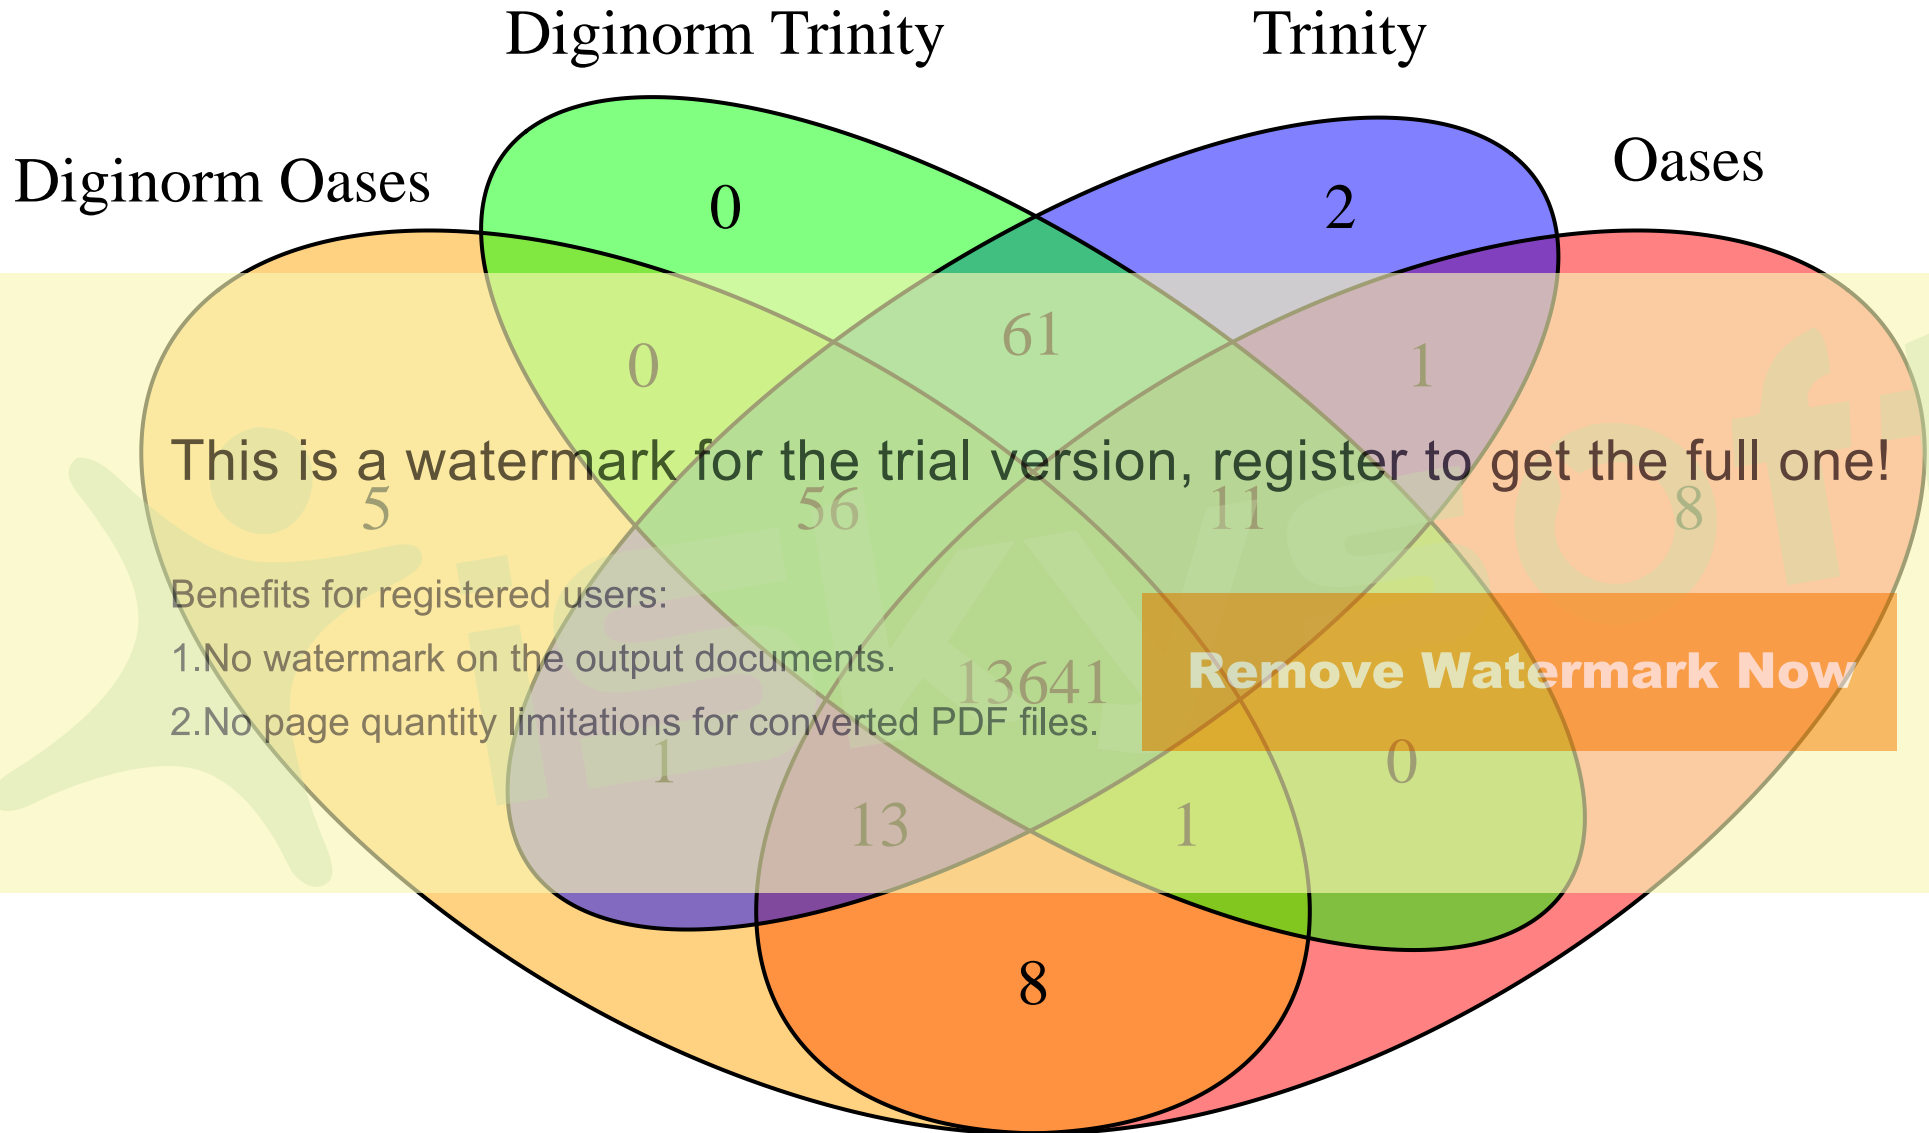 Diginorm Trinity
Trinity
Oases
Diginorm Oases
0
2
61
0
1
This is a watermark for the trial version, register to get the full one!
5
56
11
8
iskysoft
Benefits for registered users:
1.No watermark on the output documents.
13641
Remove Watermark Now
2.No page quantity limitations for converted PDF files.
1
0
13
1
8